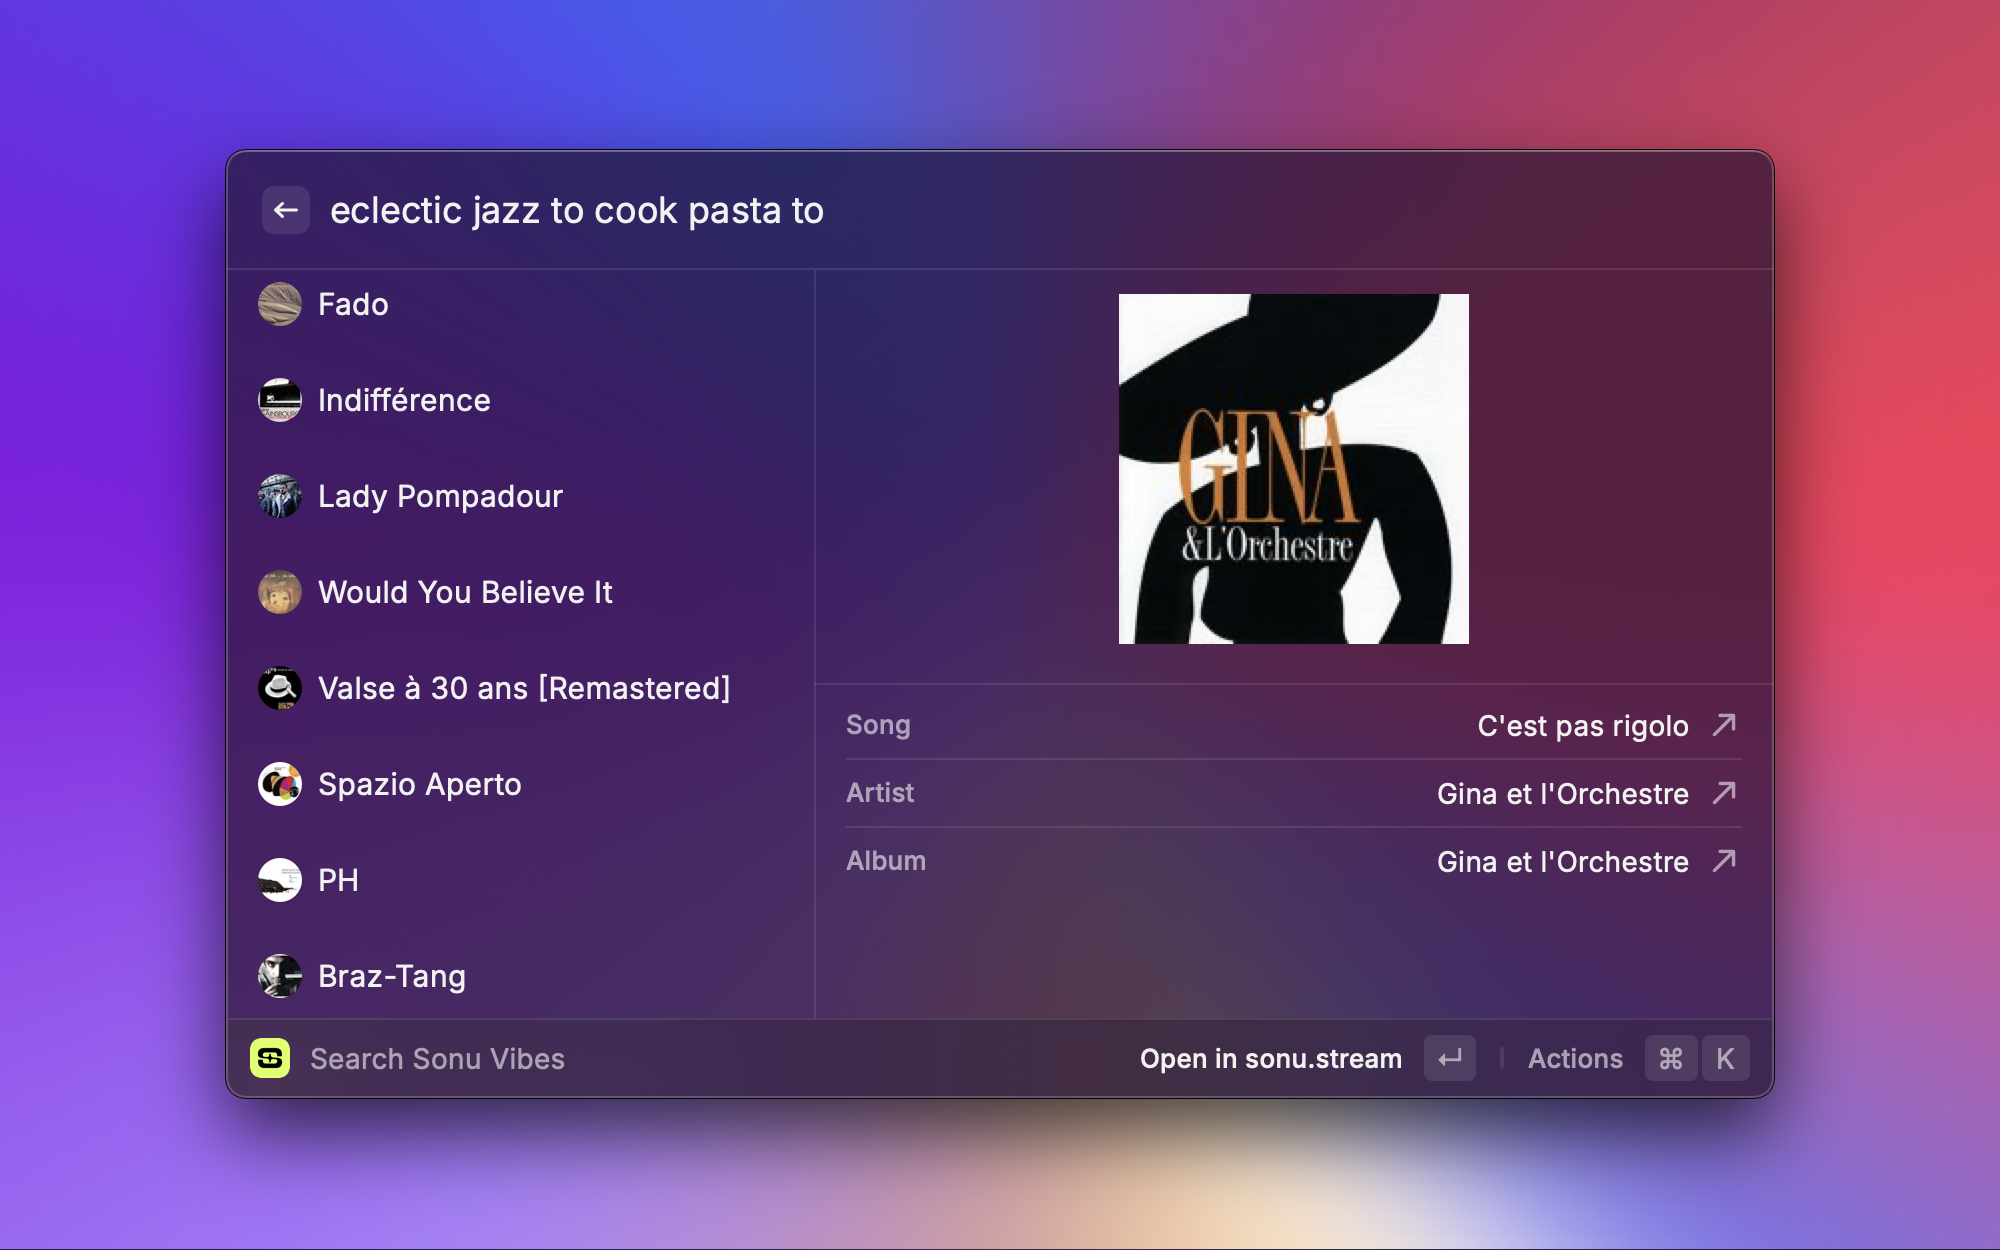 eclectic jazz to cook pasta to
Fado
Indifférence
Lady Pompadour
Would You Believe It
Valse à 30 ans [Remastered]
Spazio Aperto
PH
Braz-Tang
GINA
&L'Orchestre
Song C'est pas rigolo
Artist Gina et l'Orchestre
Album Gina et l'Orchestre
Search Sonu Vibes
Open in sonu.stream
Actions ⌘ K